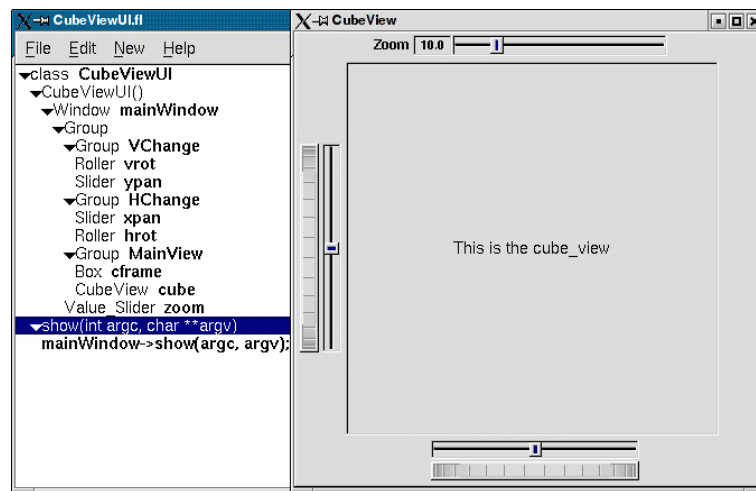 CubeViewUI.fl
File Edit New Help
class CubeViewUI
CubeViewUI()
Window mainWindow
Group
Group VChange
Roller vrot
Slider ypan
Group HChange
Slider xpan
Roller hrot
Group MainView
Box cframe
CubeView cube
Value_Slider zoom
show(int argc, char **argv)
mainWindow->show(argc, argv);
CubeView
Zoom 10.0
This is the cube_view